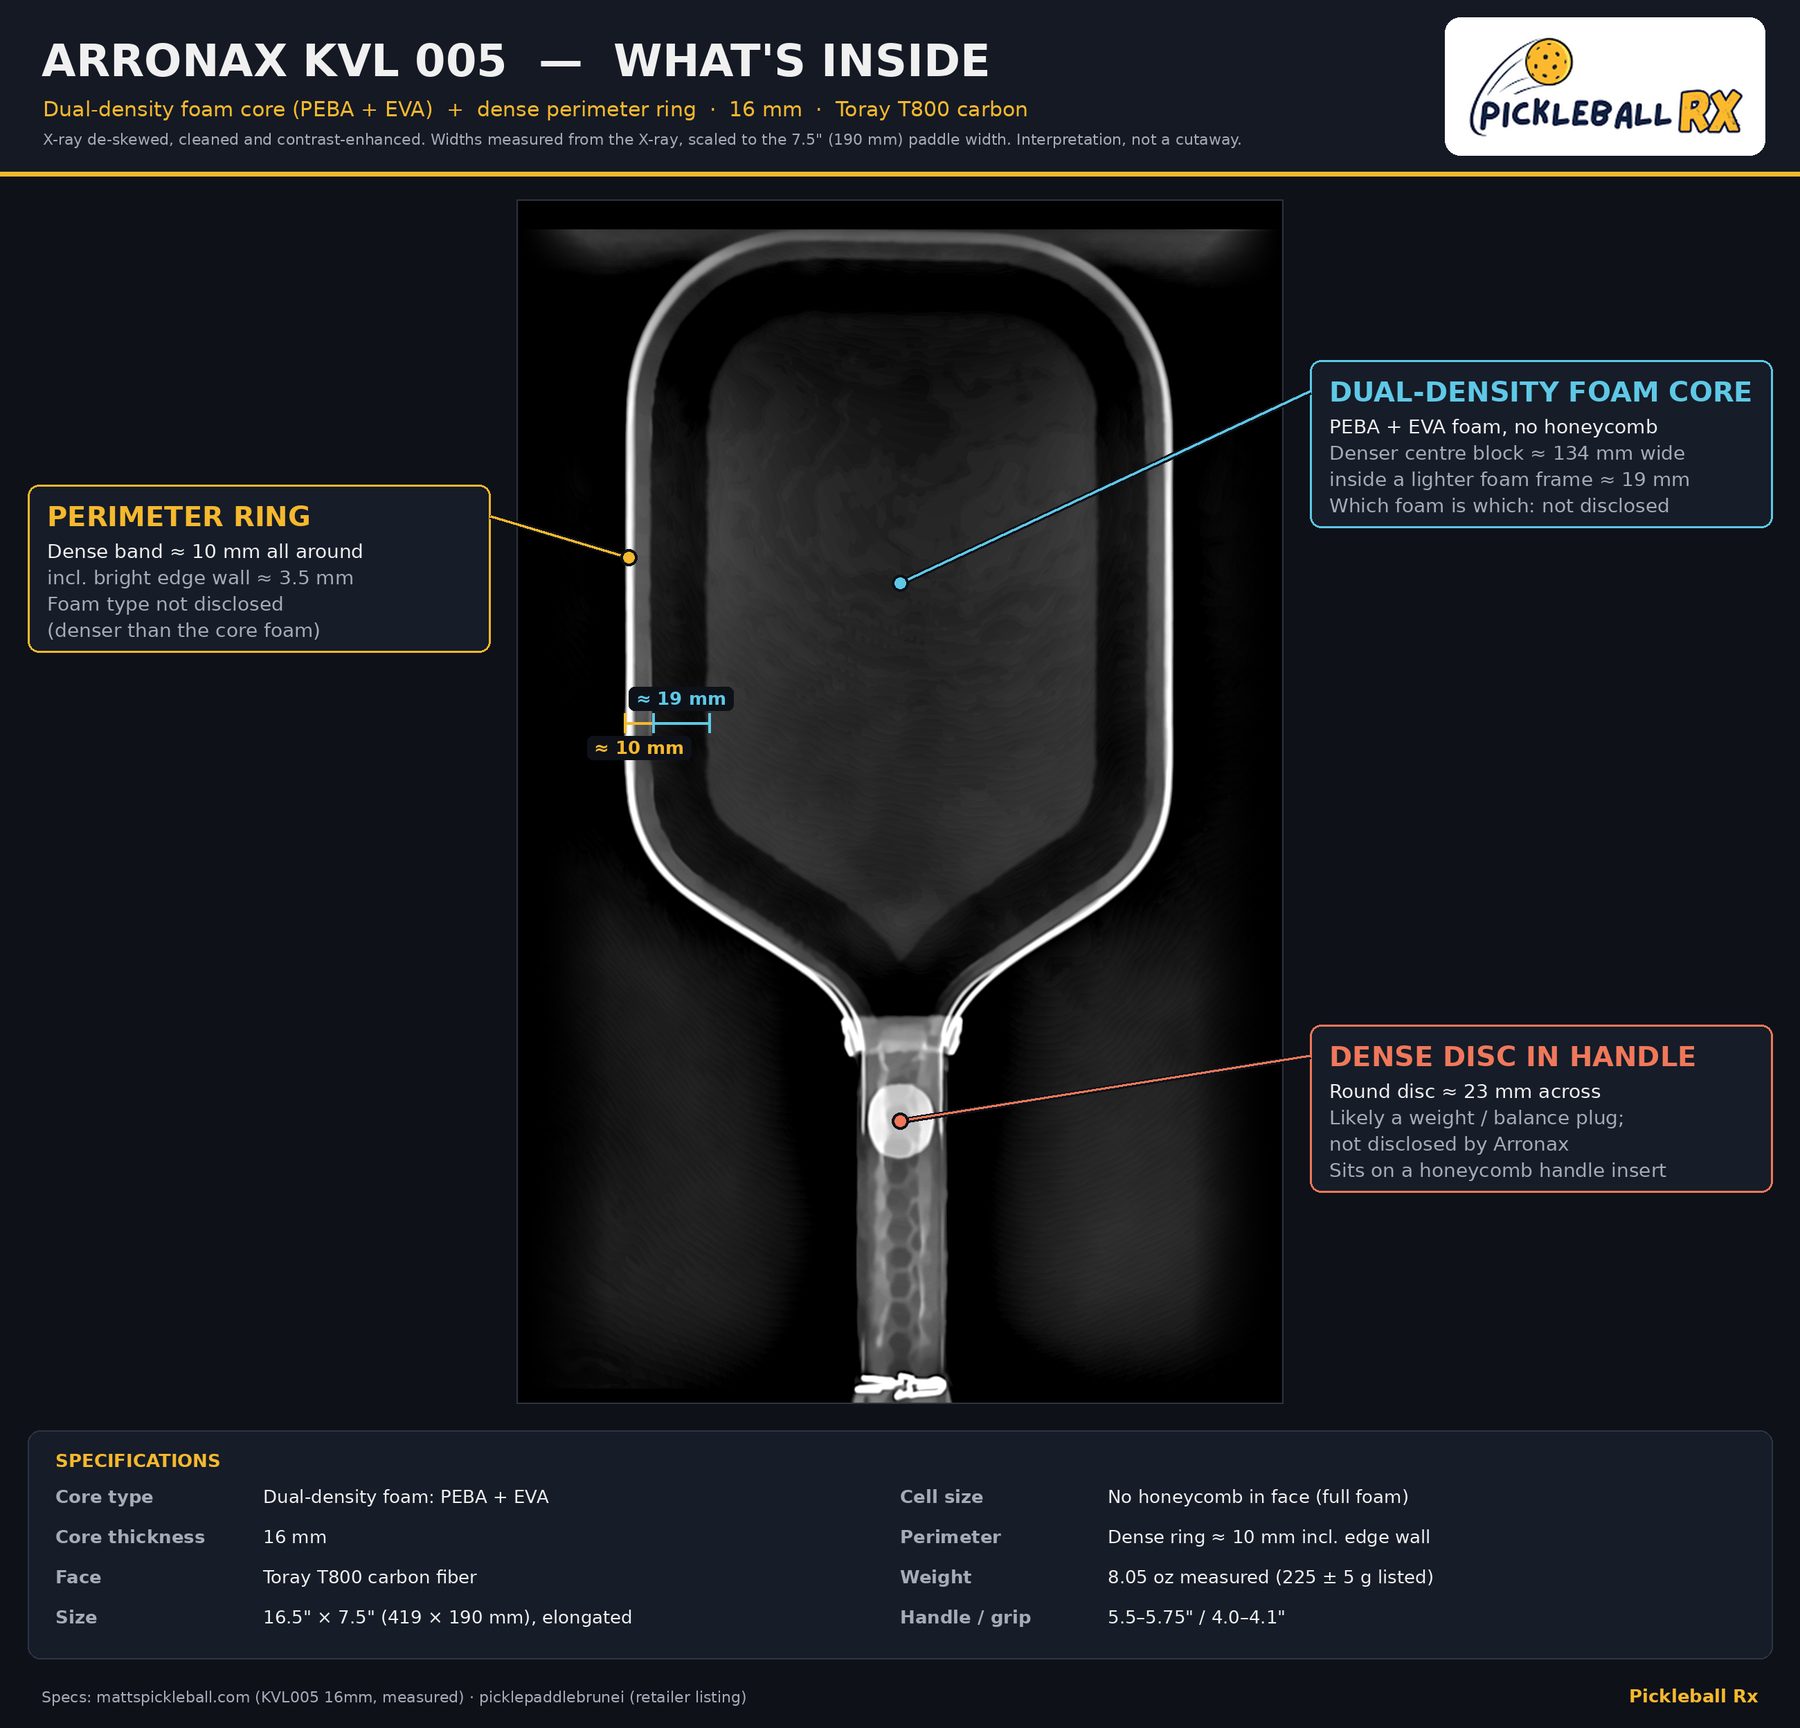 ARRONAX KVL 005 — WHAT'S INSIDE
Dual-density foam core (PEBA + EVA) + dense perimeter ring · 16 mm · Toray T800 carbon
X-ray de-skewed, cleaned and contrast-enhanced. Widths measured from the X-ray, scaled to the 7.5" (190 mm) paddle width. Interpretation, not a cutaway.
PICKLEBALL RX
DUAL-DENSITY FOAM CORE
PEBA + EVA foam, no honeycomb
Denser centre block ≈ 134 mm wide
inside a lighter foam frame ≈ 19 mm
Which foam is which: not disclosed
PERIMETER RING
Dense band ≈ 10 mm all around
incl. bright edge wall ≈ 3.5 mm
Foam type not disclosed
(denser than the core foam)
≈ 19 mm
≈ 10 mm
DENSE DISC IN HANDLE
Round disc ≈ 23 mm across
Likely a weight / balance plug;
not disclosed by Arronax
Sits on a honeycomb handle insert
SPECIFICATIONS
Core type Dual-density foam: PEBA + EVA
Cell size No honeycomb in face (full foam)
Core thickness 16 mm
Perimeter Dense ring ≈ 10 mm incl. edge wall
Face Toray T800 carbon fiber
Weight 8.05 oz measured (225 ± 5 g listed)
Size 16.5" × 7.5" (419 × 190 mm), elongated
Handle / grip 5.5–5.75" / 4.0–4.1"
Specs: mattspickleball.com (KVL005 16mm, measured) · picklepaddlebrunei (retailer listing)
Pickleball Rx